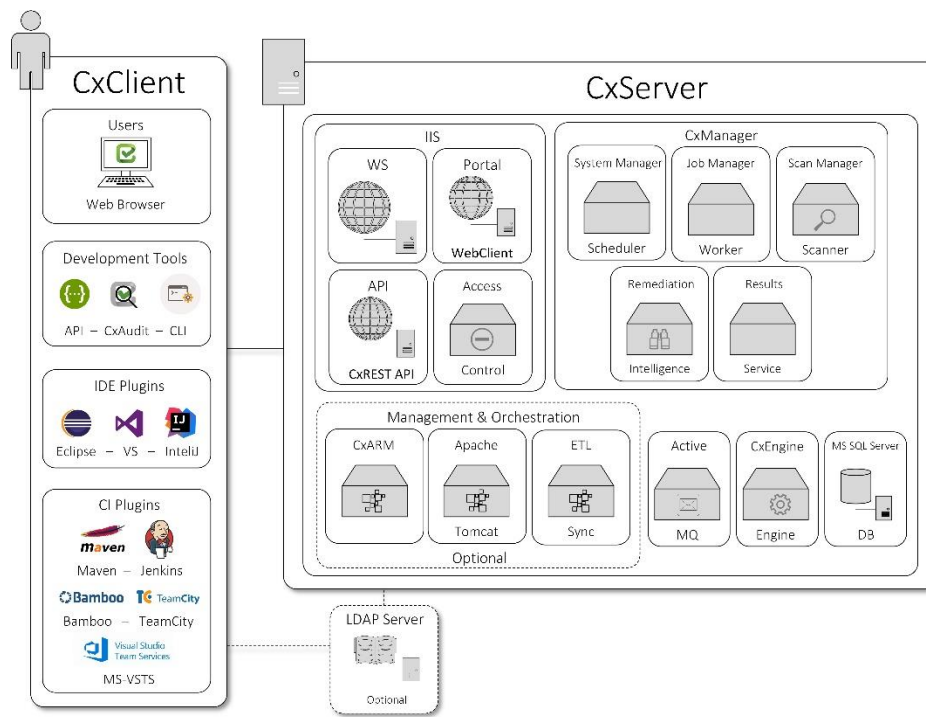 CxClient
Users
Web Browser
Development Tools
API – CxAudit – CLI
IDE Plugins
IJ
Eclipse – VS – InteliJ
CI Plugins
maven
Maven – Jenkins
Bamboo TC TeamCity
Bamboo – TeamCity
Visual Studio
Team Services
MS-VSTS
CxServer
IIS
WS
Portal
WebClient
API
CxREST API
Access
Control
CxManager
System Manager
Scheduler
Job Manager
Worker
Scan Manager
Scanner
Remediation
Intelligence
Results
Service
Management & Orchestration
CxARM
Apache
Tomcat
ETL
Sync
Optional
Active
MQ
CxEngine
Engine
MS SQL Server
DB
LDAP Server
Optional